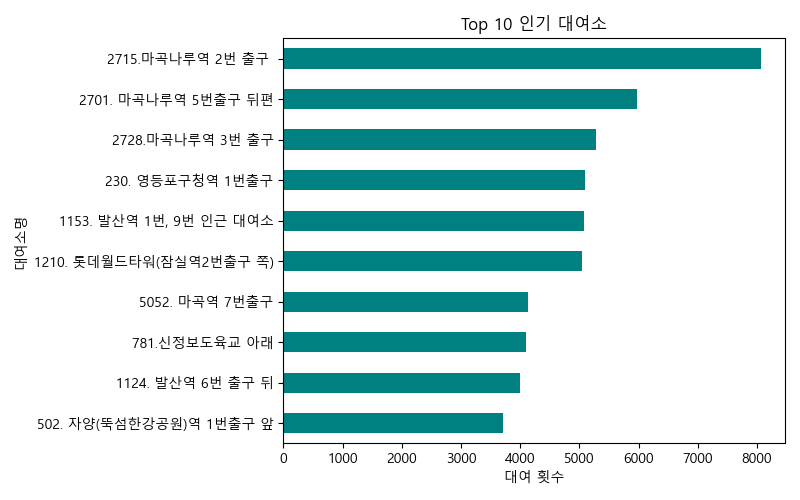 Top 10 인기 대여소
대여소명
2715.마곡나루역 2번 출구
2701. 마곡나루역 5번출구 뒤편
2728.마곡나루역 3번 출구
230. 영등포구청역 1번출구
1153. 발산역 1번, 9번 인근 대여소
1210. 롯데월드타워(잠실역2번출구 쪽)
5052. 마곡역 7번출구
781.신정보도육교 아래
1124. 발산역 6번 출구 뒤
502. 자양(뚝섬한강공원)역 1번출구 앞
0 1000 2000 3000 4000 5000 6000 7000 8000
대여 횟수